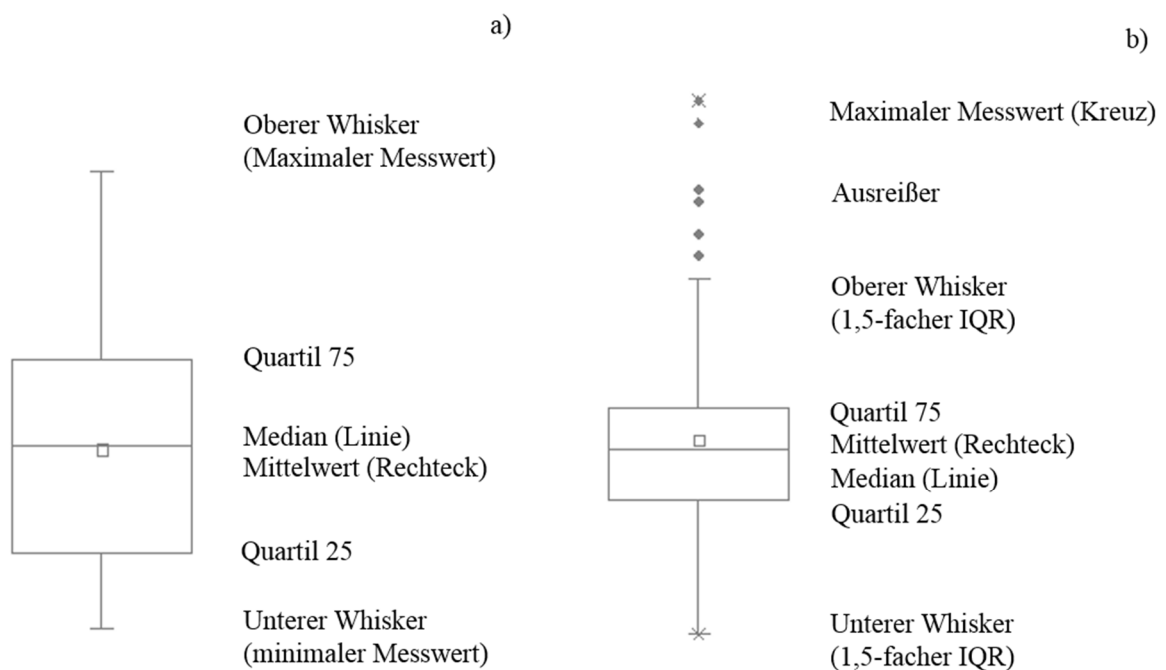 a)
Oberer Whisker
(Maximaler Messwert)
Quartil 75
Median (Linie)
Mittelwert (Rechteck)
Quartil 25
Unterer Whisker
(minimaler Messwert)
b)
Maximaler Messwert (Kreuz)
Ausreißer
Oberer Whisker
(1,5-facher IQR)
Quartil 75
Mittelwert (Rechteck)
Median (Linie)
Quartil 25
Unterer Whisker
(1,5-facher IQR)